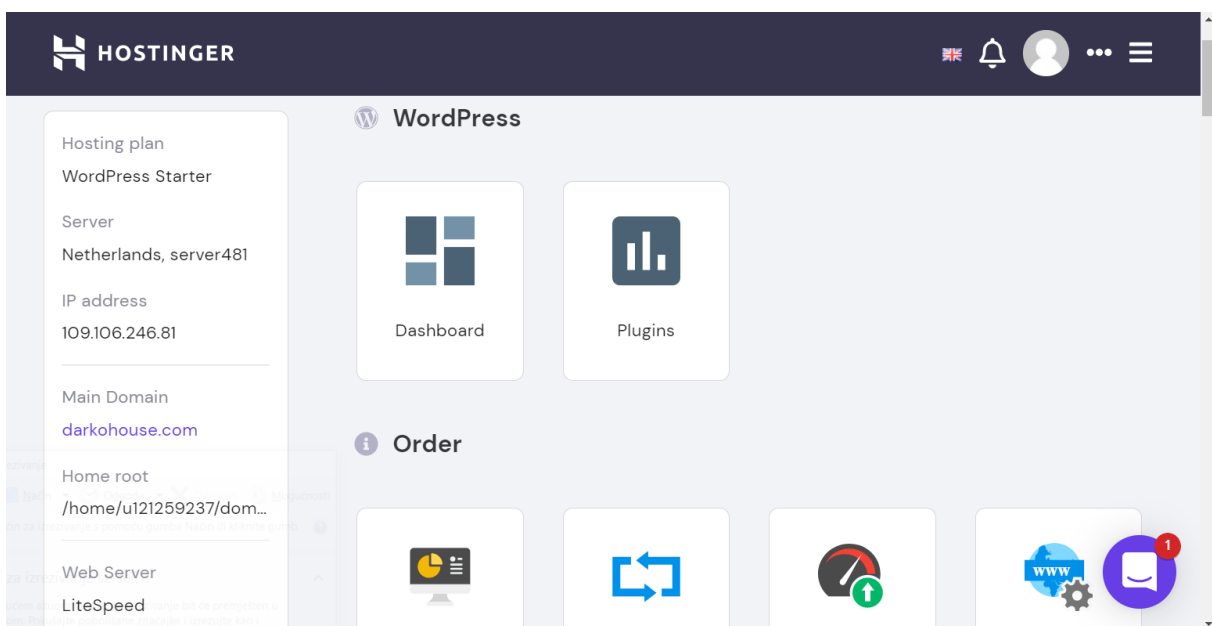 HOSTINGER
Hosting plan
WordPress Starter
Server
Netherlands, server481
IP address
109.106.246.81
Main Domain
darkohouse.com
Home root
/home/u121259237/dom...
Web Server
LiteSpeed
WordPress
Dashboard
Plugins
Order
www
1